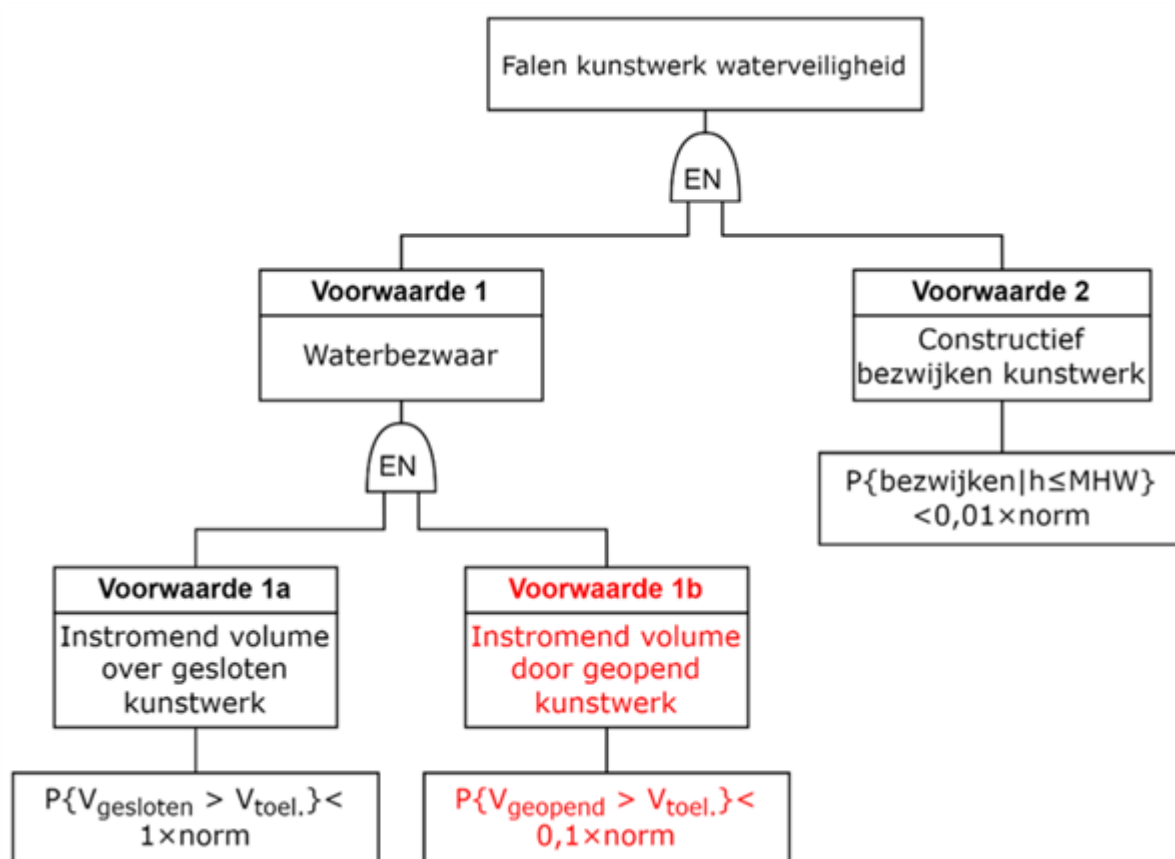 Falen kunstwerk waterveiligheid
EN
Voorwaarde 1
Waterbezwaar
Voorwaarde 2
Constructief
bezwijken kunstwerk
EN
P{bezwijken|h≤MHW}
<0,01×norm
Voorwaarde 1a
Instromend volume
over gesloten
kunstwerk
Voorwaarde 1b
Instromend volume
door geopend
kunstwerk
P{Vgesloten > Vtoel.}<
1×norm
P{Vgeopend > Vtoel.}<
0,1×norm